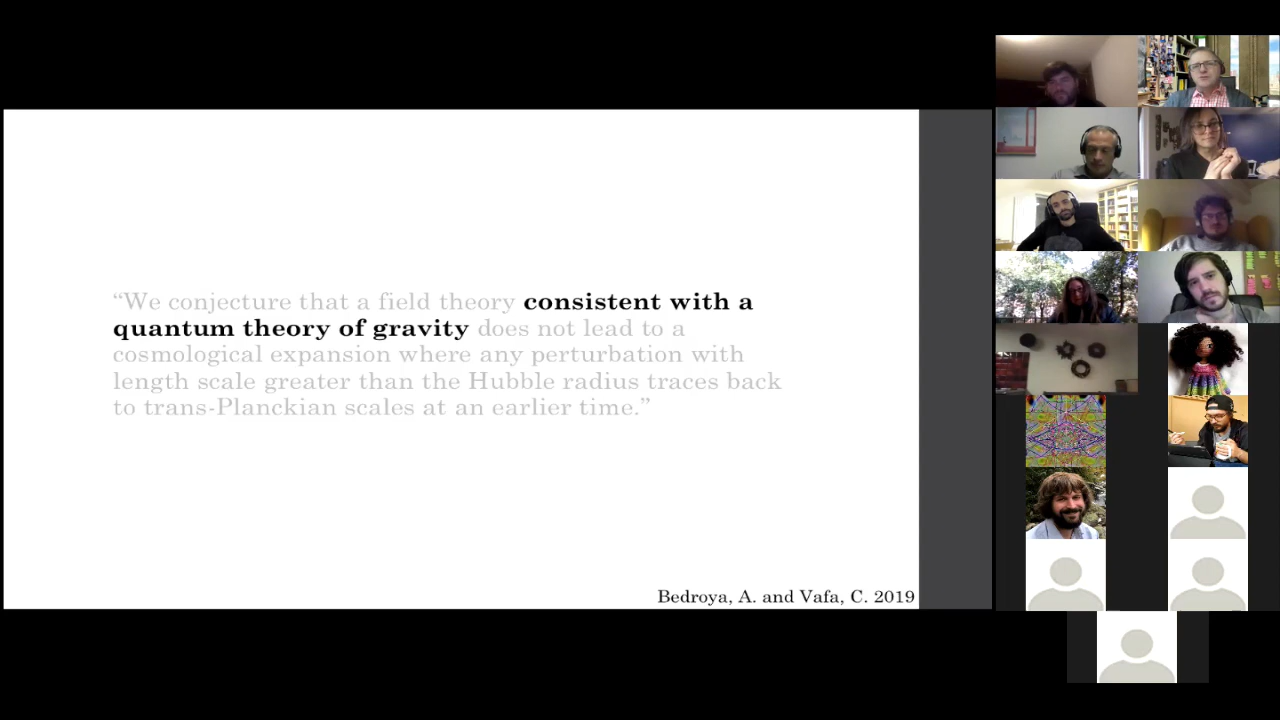 “We conjecture that a field theory consistent with a
quantum theory of gravity does not lead to a
cosmological expansion where any perturbation with
length scale greater than the Hubble radius traces back
to trans-Planckian scales at an earlier time.”
Bedroya, A. and Vafa, C. 2019